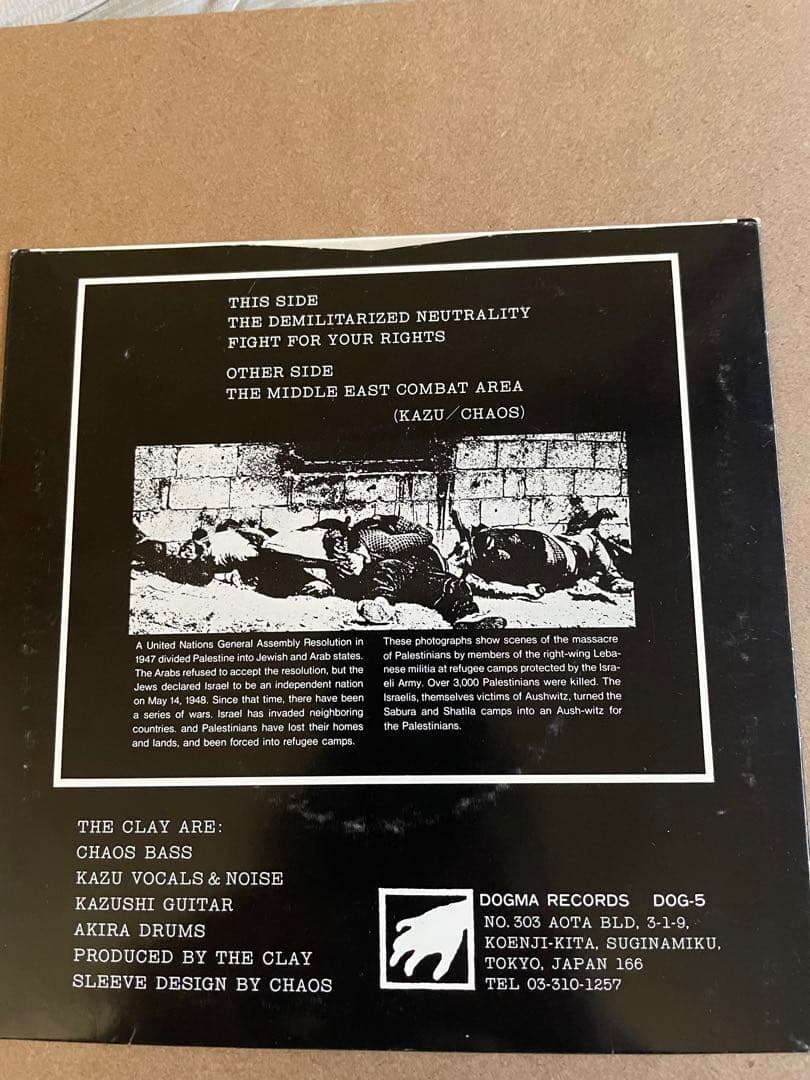 THIS SIDE
THE DEMILITARIZED NEUTRALITY
FIGHT FOR YOUR RIGHTS
OTHER SIDE
THE MIDDLE EAST COMBAT AREA
(KAZU/CHAOS)
A United Nations General Assembly Resolution in
1947 divided Palestine into Jewish and Arab states.
The Arabs refused to accept the resolution, but the
Jews declared Israel to be an independent nation
on May 14, 1948. Since that time, there have been
a series of wars. Israel has invaded neighboring
countries. and Palestinians have lost their homes
and lands, and been forced into refugee camps.
These photographs show scenes of the massacre
of Palestinians by members of the right-wing Leba-
nese militia at refugee camps protected by the Isra-
eli Army. Over 3,000 Palestinians were killed. The
Israelis, themselves victims of Aushwitz, turned the
Sabura and Shatila camps into an Aush-witz for
the Palestinians.
THE CLAY ARE:
CHAOS BASS
KAZU VOCALS & NOISE
KAZUSHI GUITAR
AKIRA DRUMS
PRODUCED BY THE CLAY
SLEEVE DESIGN BY CHAOS
DOGMA RECORDS DOG-5
NO. 303 AOTA BLD, 3-1-9,
KOENJI-KITA, SUGINAMIKU,
TOKYO, JAPAN 166
TEL 03-310-1257